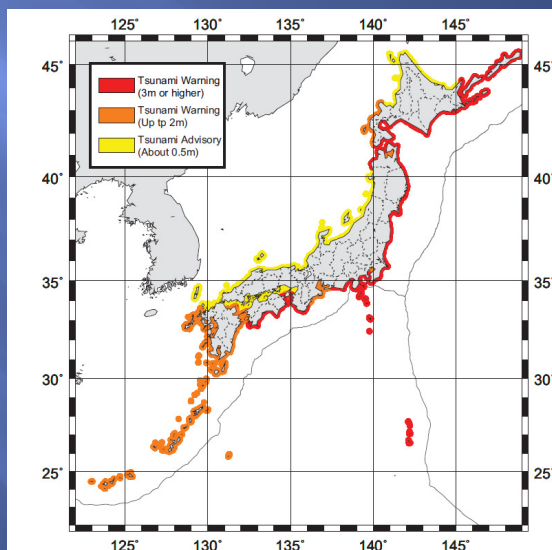 125° 130° 135° 140° 145°
45° 45°
Tsunami Warning
(3m or higher)
Tsunami Warning
(Up tp 2m)
Tsunami Advisory
(About 0.5m)
40° 40°
35° 35°
30° 30°
25° 25°
125° 130° 135° 140° 145°